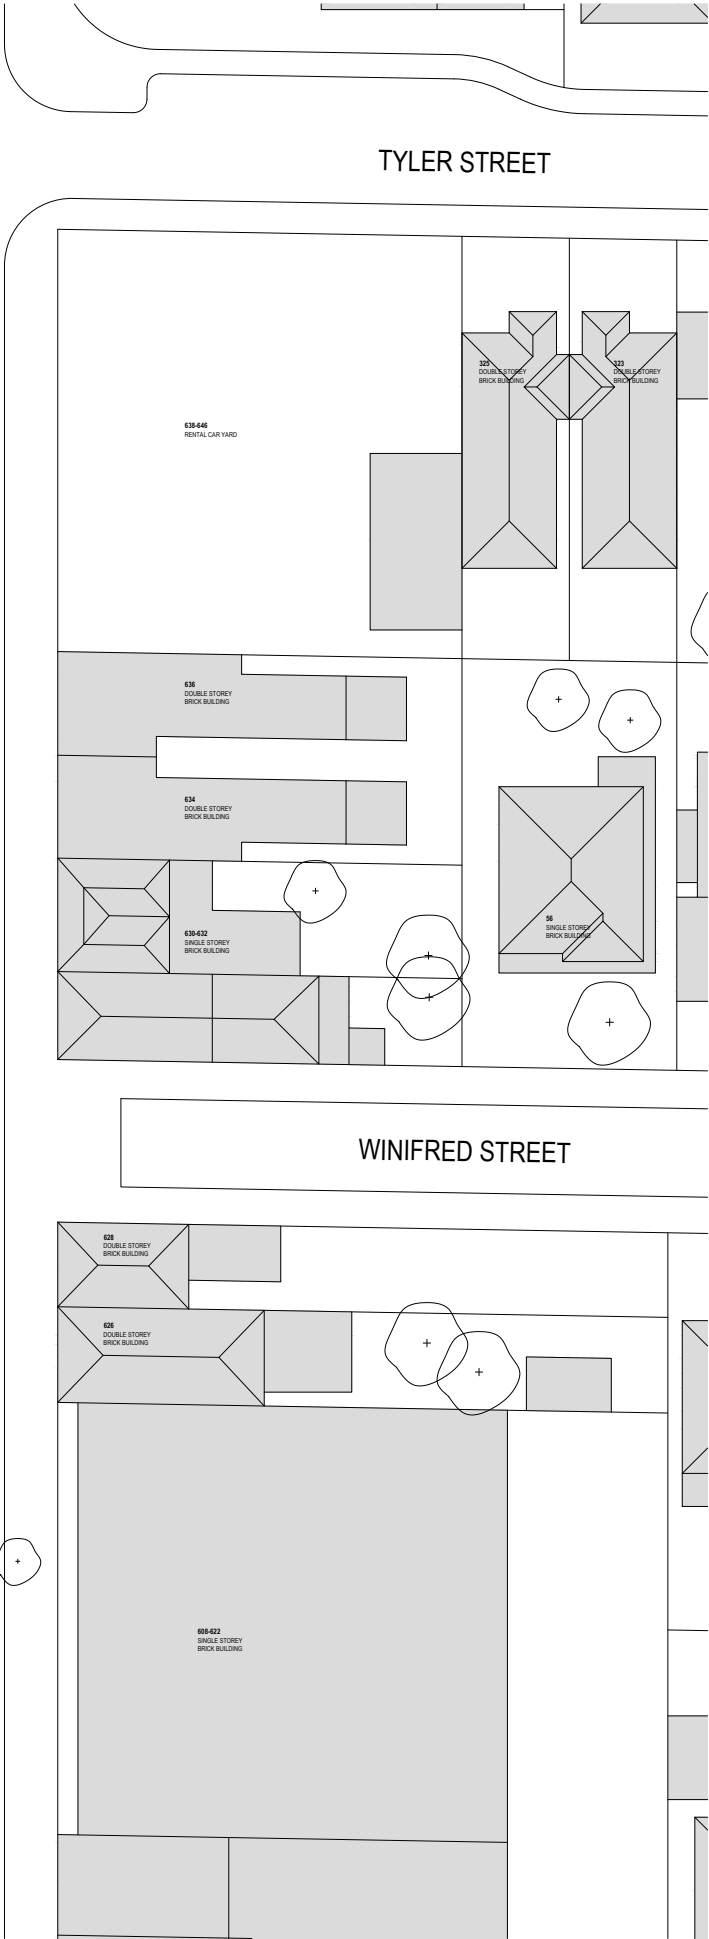 TYLER STREET
325
DOUBLE STOREY
BRICK BUILDING
323
DOUBLE STOREY
BRICK BUILDING
638-646
RENTAL CAR YARD
636
DOUBLE STOREY
BRICK BUILDING
634
DOUBLE STOREY
BRICK BUILDING
630-632
SINGLE STOREY
BRICK BUILDING
56
SINGLE STOREY
BRICK BUILDING
WINIFRED STREET
628
DOUBLE STOREY
BRICK BUILDING
626
DOUBLE STOREY
BRICK BUILDING
608-622
SINGLE STOREY
BRICK BUILDING